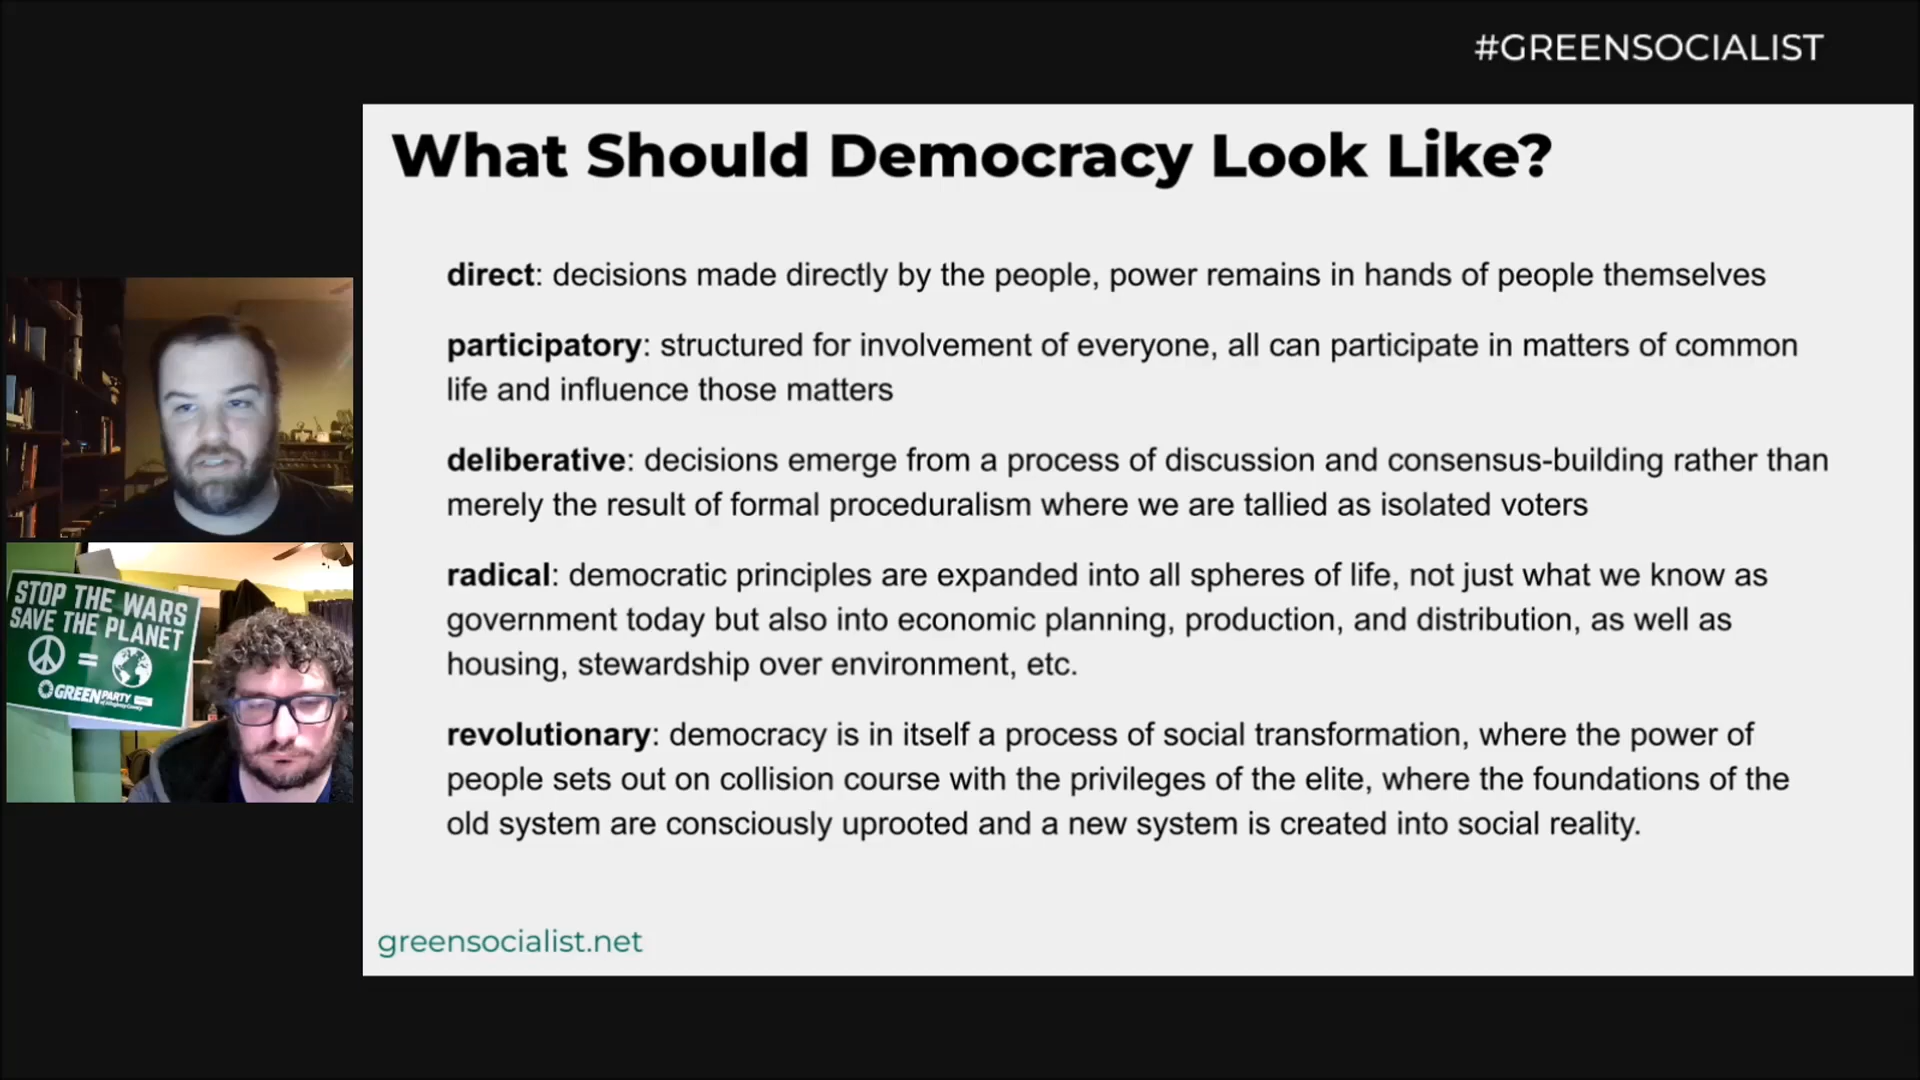 #GREENSOCIALIST
What Should Democracy Look Like?
direct: decisions made directly by the people, power remains in hands of people themselves
participatory: structured for involvement of everyone, all can participate in matters of common
life and influence those matters
deliberative: decisions emerge from a process of discussion and consensus-building rather than
merely the result of formal proceduralism where we are tallied as isolated voters
radical: democratic principles are expanded into all spheres of life, not just what we know as
government today but also into economic planning, production, and distribution, as well as
housing, stewardship over environment, etc.
revolutionary: democracy is in itself a process of social transformation, where the power of
people sets out on collision course with the privileges of the elite, where the foundations of the
old system are consciously uprooted and a new system is created into social reality.
greensocialist.net
STOP THE WARS
SAVE THE PLANET
=
GREEN PARTY
of Allegheny County